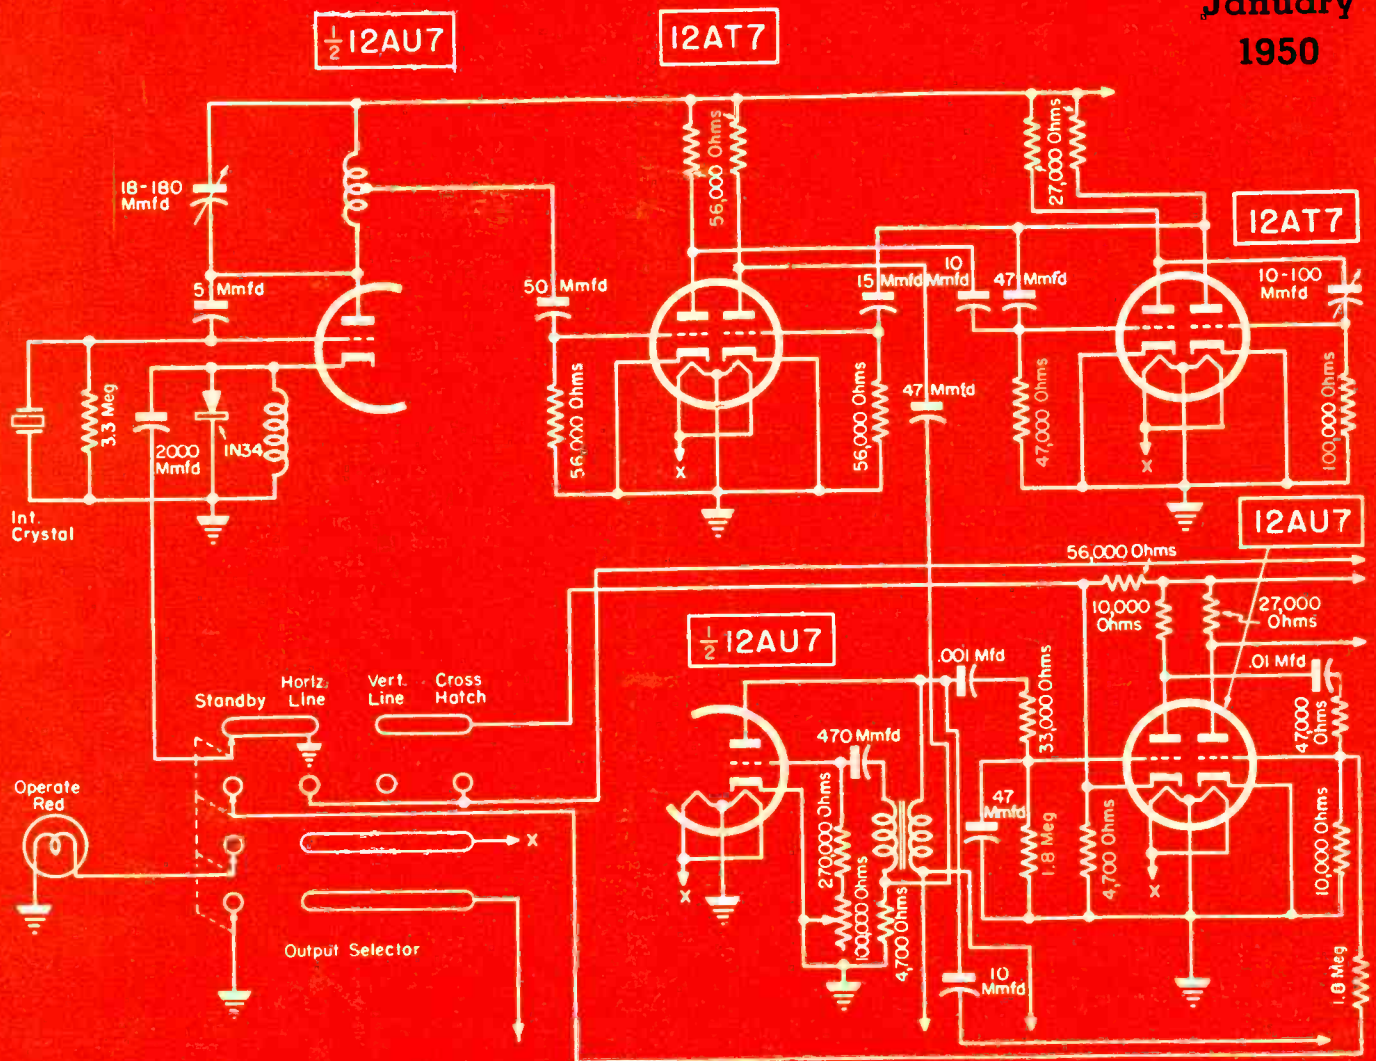 January
1950
½ 12AU7
12AT7
18-180
Mmfd
56,000 Ohms
27,000 Ohms
12AT7
5 Mmfd
50 Mmfd
15 Mmfd
10
Mmfd
47 Mmfd
10-100
Mmfd
3.3 Meg
2000
Mmfd
1N34
56,000 Ohms
X
56,000 Ohms
47 Mmfd
47,000 Ohms
X
100,000 Ohms
Int.
Crystal
12AU7
56,000 Ohms
10,000
Ohms
27,000
Ohms
½ 12AU7
.001 Mfd
33,000 Ohms
.01 Mfd
47,000
Ohms
Standby
Horiz.
Line
Vert.
Line
Cross
Hatch
470 Mmfd
Operate
Red
X
270,000 Ohms
100,000 Ohms
4,700 Ohms
X
47
Mmfd
1.8 Meg
4,700 Ohms
X
10,000 Ohms
Output Selector
10
Mmfd
1.8 Meg